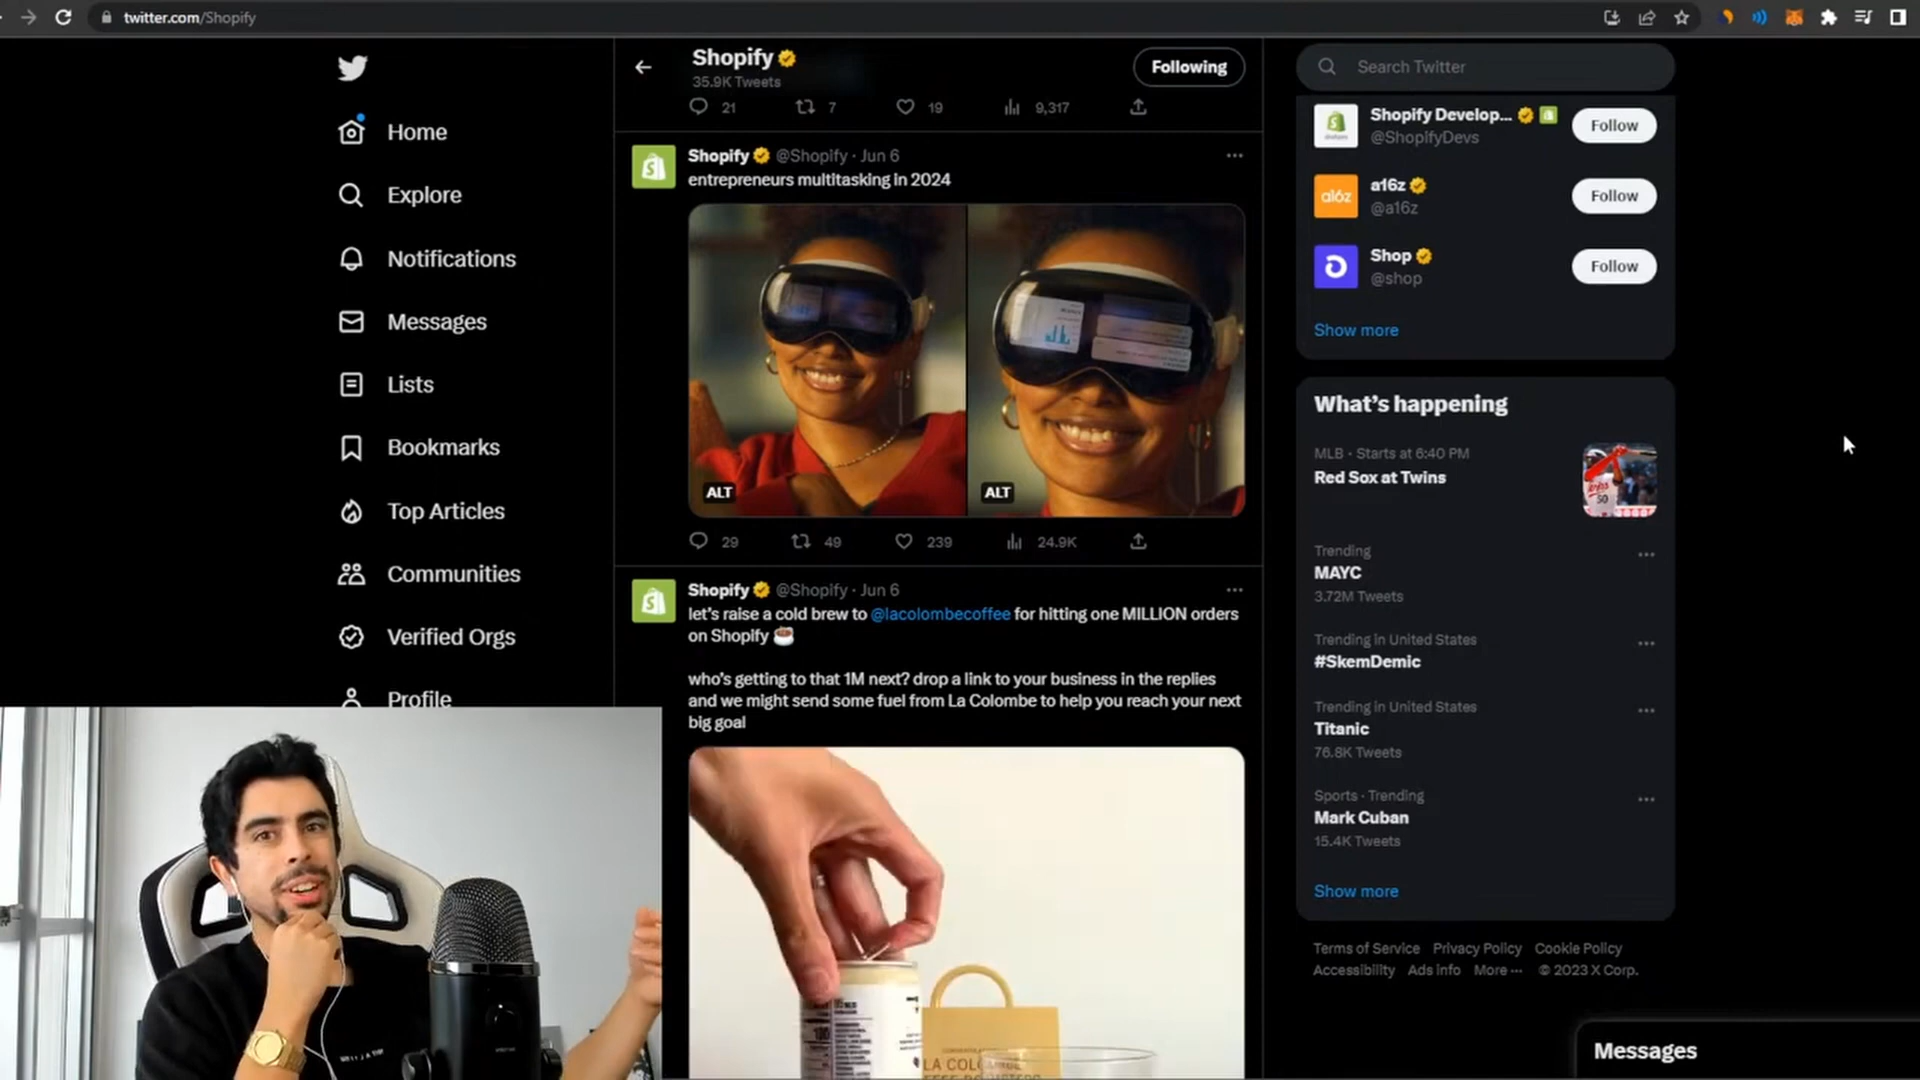 twitter.com/Shopify
Home
Explore
Notifications
Messages
Lists
Bookmarks
Top Articles
Communities
Verified Orgs
Profile
Shopify
35.9K Tweets
Following
21
7
19
9,317
Shopify @Shopify · Jun 6
entrepreneurs multitasking in 2024
ALT
ALT
29
49
239
24.9K
Shopify @Shopify · Jun 6
let's raise a cold brew to @lacolombecoffee for hitting one MILLION orders
on Shopify
who's getting to that 1M next? drop a link to your business in the replies
and we might send some fuel from La Colombe to help you reach your next
big goal
Search Twitter
Shopify Develop...
@ShopifyDevs
Follow
a16z
a16z
@a16z
Follow
Shop
@shop
Follow
Show more
What's happening
MLB · Starts at 6:40 PM
Red Sox at Twins
50
Trending
MAYC
3.72M Tweets
Trending in United States
#SkemDemic
Trending in United States
Titanic
76.8K Tweets
Sports · Trending
Mark Cuban
15.4K Tweets
Show more
Terms of Service Privacy Policy Cookie Policy
Accessibility Ads info More ··· © 2023 X Corp.
Messages